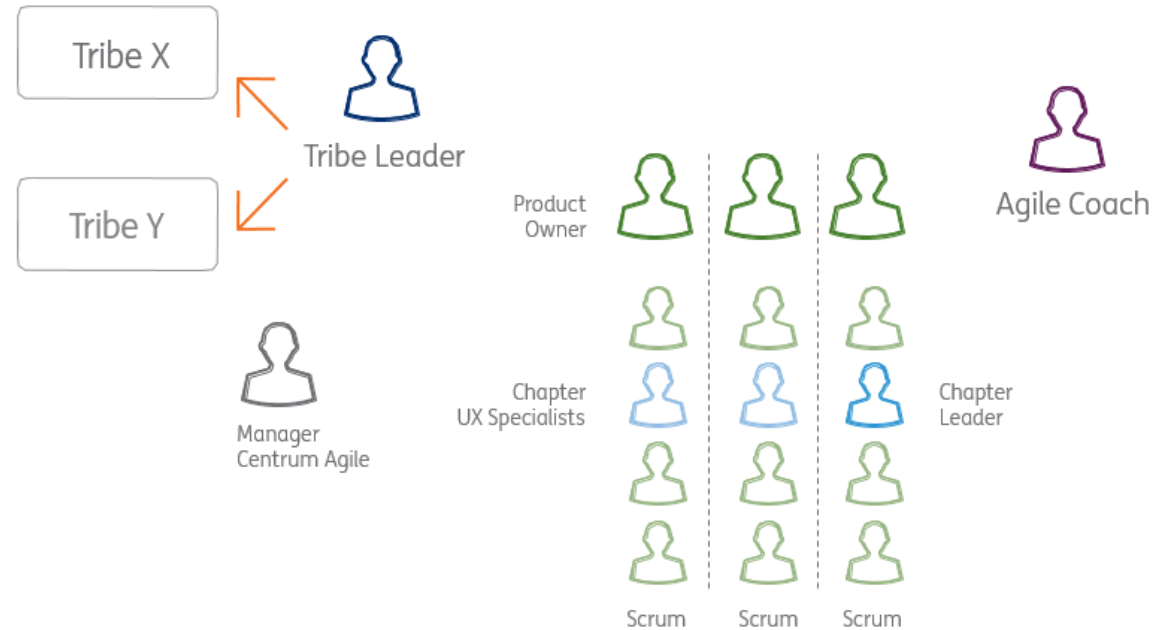 Tribe X
Tribe Leader
Tribe Y
Product
Owner
Agile Coach
Manager
Centrum Agile
Chapter
UX Specialists
Chapter
Leader
Scrum
Scrum
Scrum